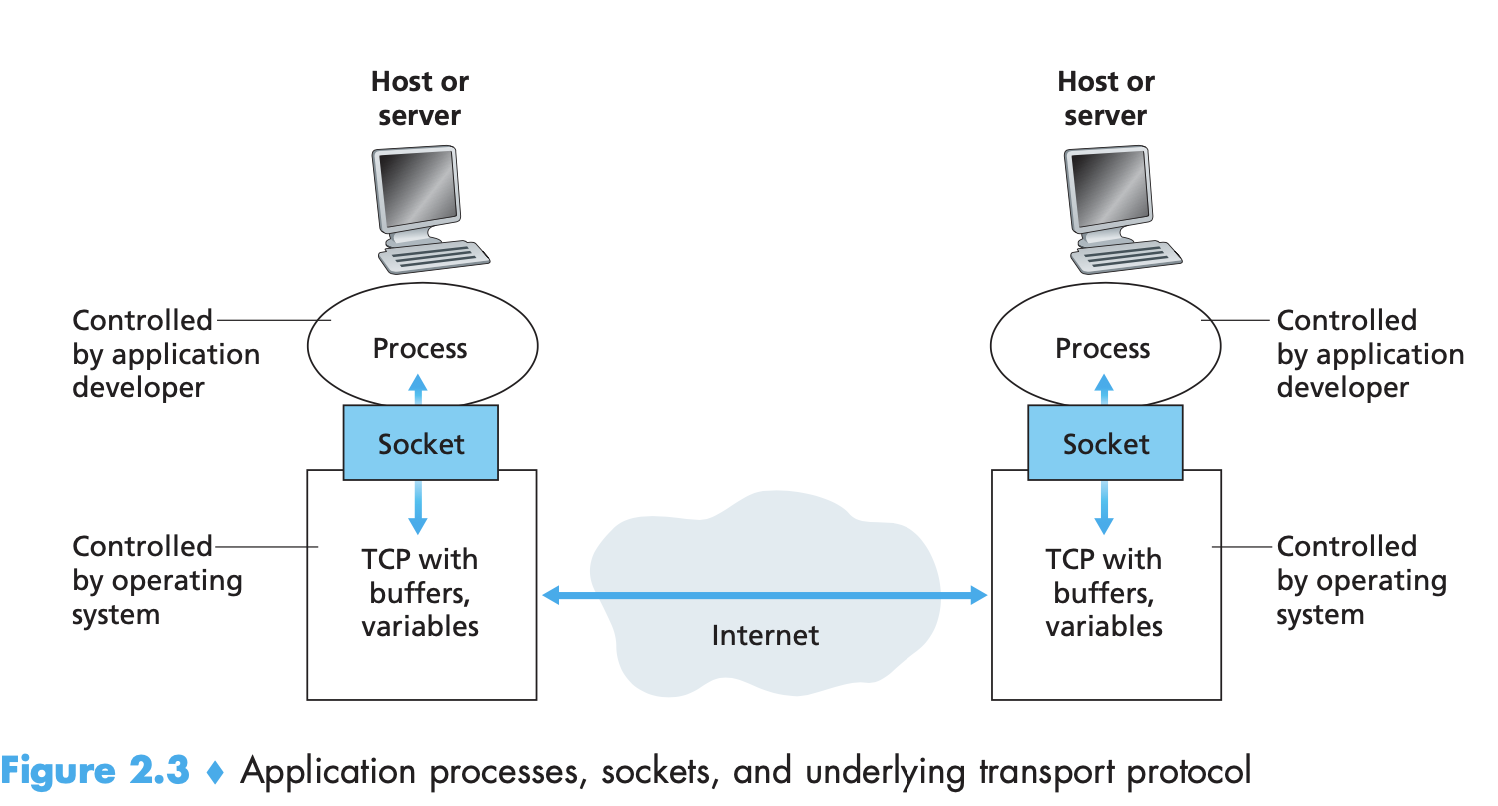 Host or
server
Host or
server
Controlled
by application
developer
Process
Process
Controlled
by application
developer
Socket
Socket
Controlled
by operating
system
TCP with
buffers,
variables
Internet
TCP with
buffers,
variables
Controlled
by operating
system
Figure 2.3 ♦ Application processes, sockets, and underlying transport protocol